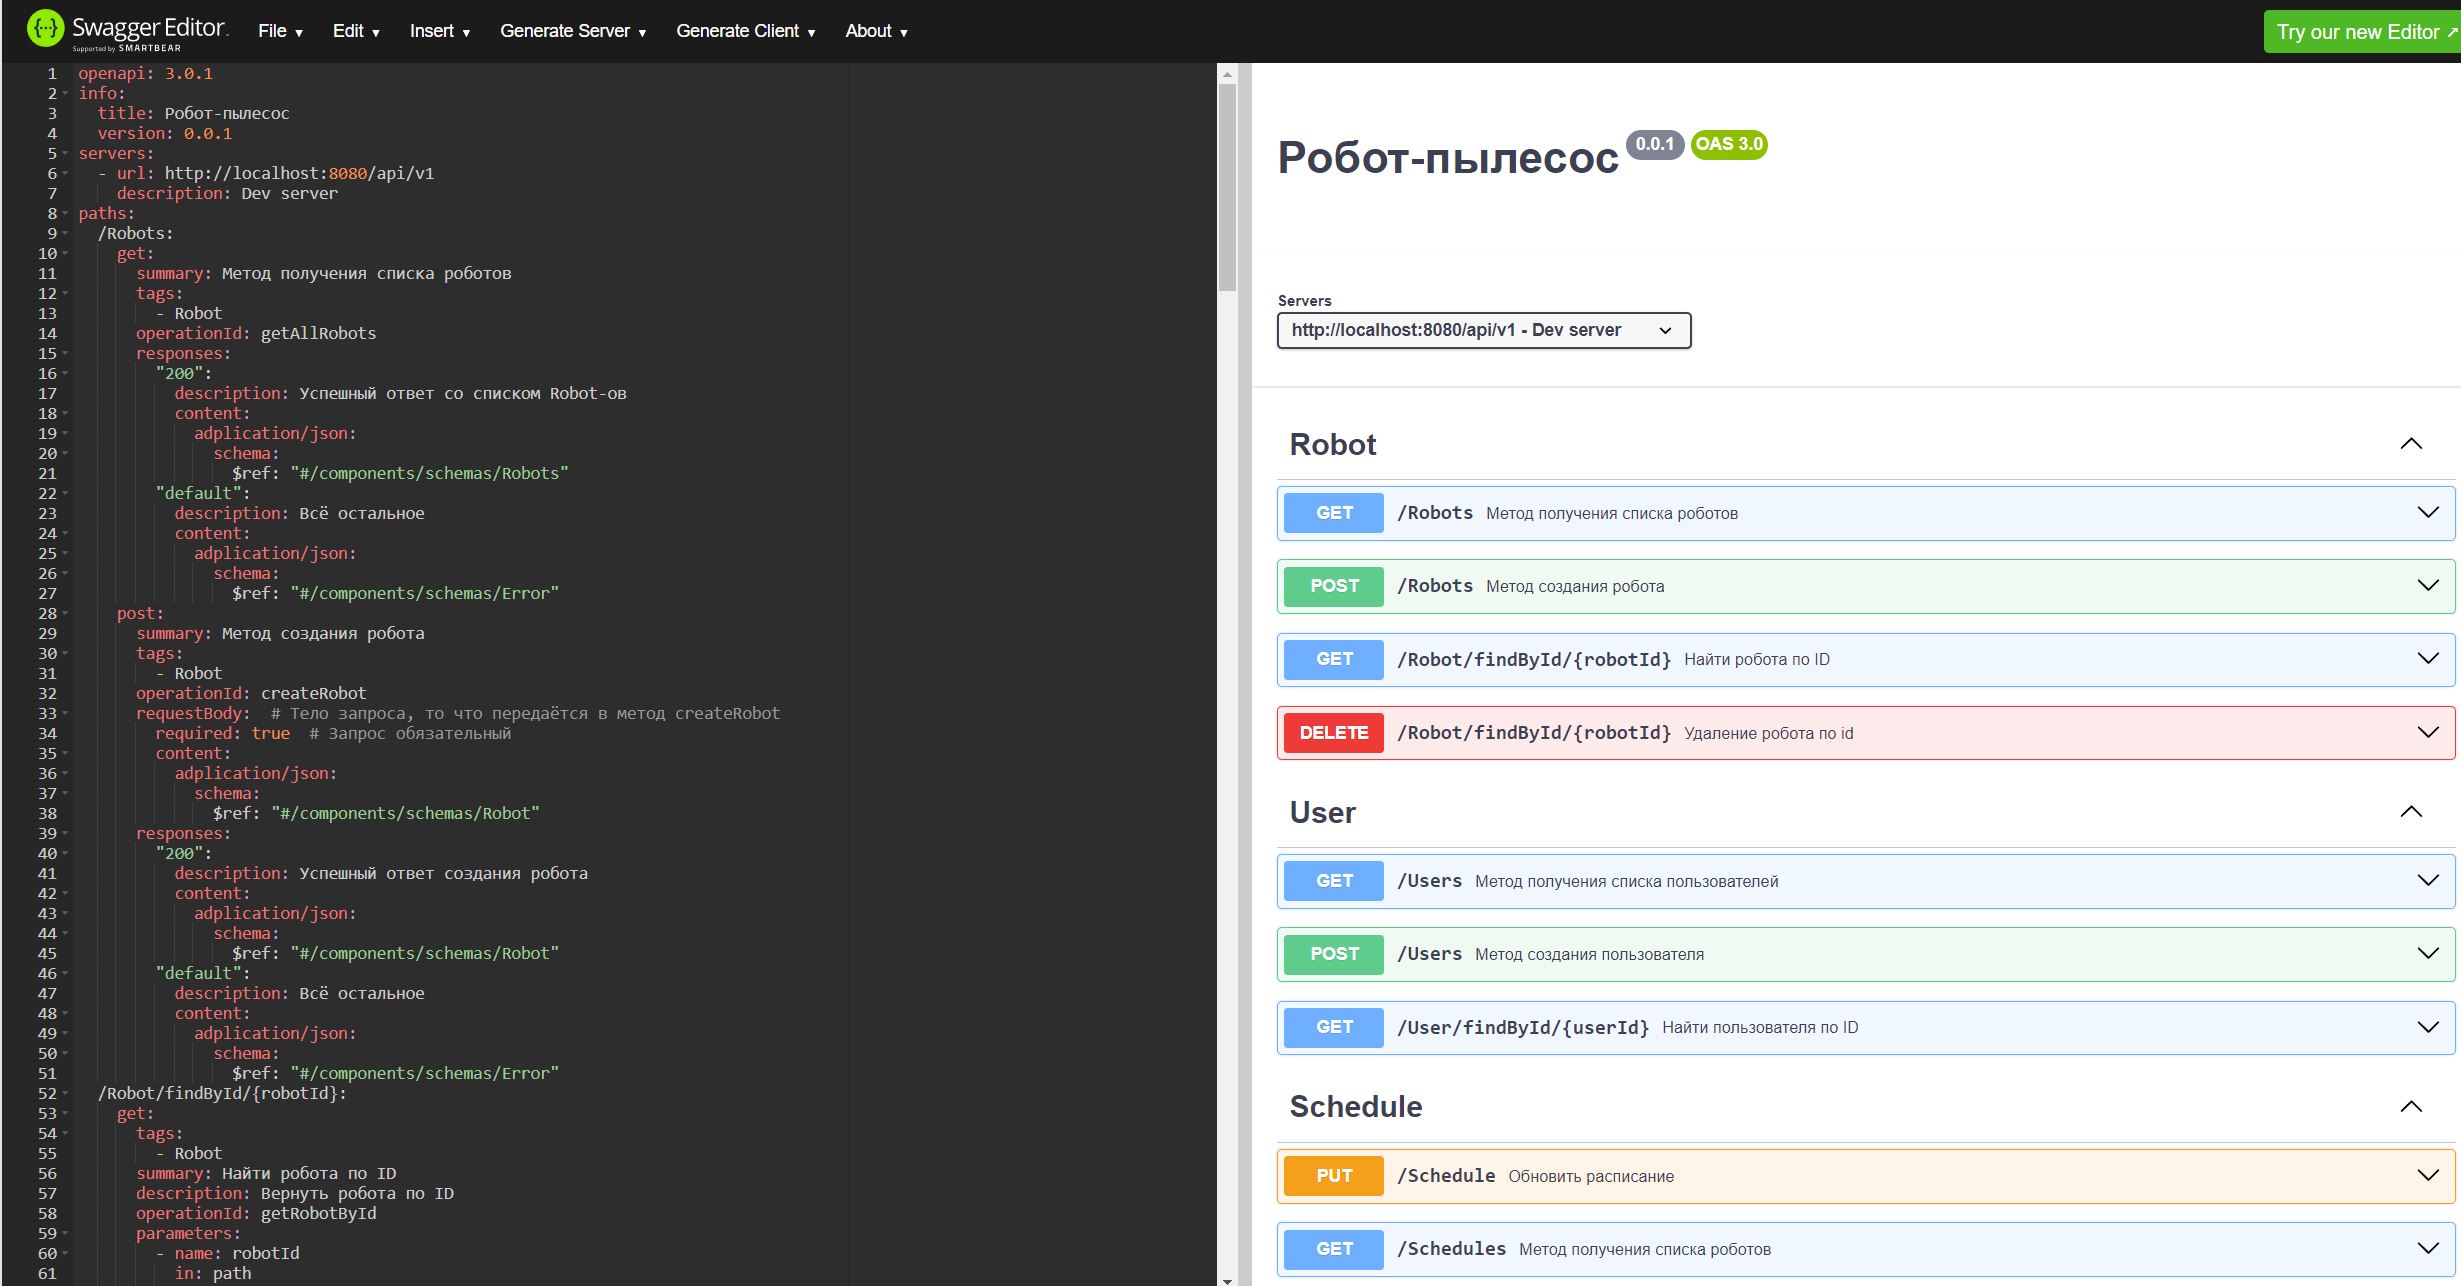 Swagger Editor.
Supported by SMARTBEAR
File ▾ Edit ▾ Insert ▾ Generate Server ▾ Generate Client ▾ About ▾
Try our new Editor ↗
1 openapi: 3.0.1
2 info:
3 title: Робот-пылесос
4 version: 0.0.1
5 servers:
6 - url: http://localhost:8080/api/v1
7 description: Dev server
8 paths:
9 /Robots:
10 get:
11 summary: Метод получения списка роботов
12 tags:
13 - Robot
14 operationId: getAllRobots
15 responses:
16 "200":
17 description: Успешный ответ со списком Robot-ов
18 content:
19 adplication/json:
20 schema:
21 $ref: "#/components/schemas/Robots"
22 "default":
23 description: Всё остальное
24 content:
25 adplication/json:
26 schema:
27 $ref: "#/components/schemas/Error"
28 post:
29 summary: Метод создания робота
30 tags:
31 - Robot
32 operationId: createRobot
33 requestBody: # Тело запроса, то что передаётся в метод createRobot
34 required: true # Запрос обязательный
35 content:
36 adplication/json:
37 schema:
38 $ref: "#/components/schemas/Robot"
39 responses:
40 "200":
41 description: Успешный ответ создания робота
42 content:
43 adplication/json:
44 schema:
45 $ref: "#/components/schemas/Robot"
46 "default":
47 description: Всё остальное
48 content:
49 adplication/json:
50 schema:
51 $ref: "#/components/schemas/Error"
52 /Robot/findById/{robotId}:
53 get:
54 tags:
55 - Robot
56 summary: Найти робота по ID
57 description: Вернуть робота по ID
58 operationId: getRobotById
59 parameters:
60 - name: robotId
61 in: path
Робот-пылесос 0.0.1 OAS 3.0
Servers
http://localhost:8080/api/v1 - Dev server
Robot
GET /Robots Метод получения списка роботов
POST /Robots Метод создания робота
GET /Robot/findById/{robotId} Найти робота по ID
DELETE /Robot/findById/{robotId} Удаление робота по id
User
GET /Users Метод получения списка пользователей
POST /Users Метод создания пользователя
GET /User/findById/{userId} Найти пользователя по ID
Schedule
PUT /Schedule Обновить расписание
GET /Schedules Метод получения списка роботов